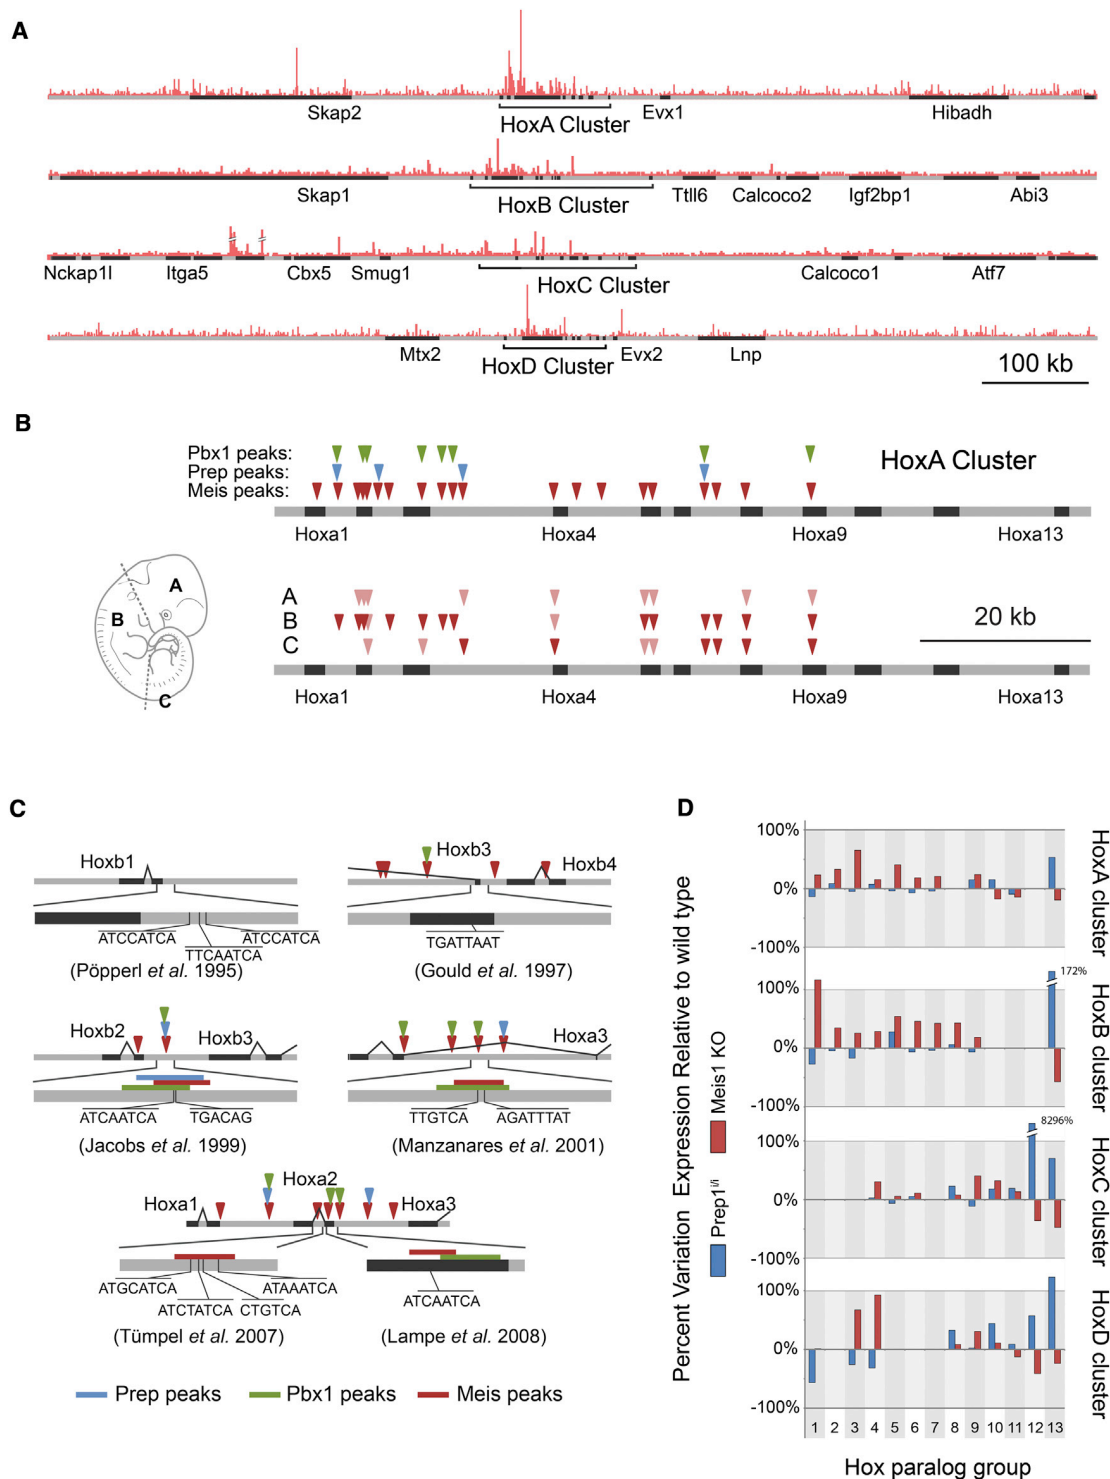 A
Skap2
HoxA Cluster
Evx1
Hibadh
Skap1
HoxB Cluster
Ttll6
Calcoco2
Igf2bp1
Abi3
Nckap1l
Itga5
Cbx5
Smug1
HoxC Cluster
Calcoco1
Atf7
Mtx2
HoxD Cluster
Evx2
Lnp
100 kb
B
Pbx1 peaks:
Prep peaks:
Meis peaks:
HoxA Cluster
Hoxa1
Hoxa4
Hoxa9
Hoxa13
A
B
C
A
B
C
20 kb
Hoxa1
Hoxa4
Hoxa9
Hoxa13
C
Hoxb1
ATCCATCA
TTCAATCA
ATCCATCA
(Pöpperl et al. 1995)
Hoxb3
Hoxb4
TGATTAAT
(Gould et al. 1997)
Hoxb2
Hoxb3
ATCAATCA
TGACAG
(Jacobs et al. 1999)
Hoxa3
TTGTCA
AGATTTAT
(Manzanares et al. 2001)
Hoxa1
Hoxa2
Hoxa3
ATGCATCA
ATCTATCA
CTGTCA
ATAAATCA
(Tümpel et al. 2007)
ATCAATCA
(Lampe et al. 2008)
Prep peaks
Pbx1 peaks
Meis peaks
D
Percent Variation Expression Relative to wild type
Prep1i/i
Meis1 KO
100%
0%
-100%
HoxA cluster
172%
100%
0%
-100%
HoxB cluster
8296%
100%
0%
-100%
HoxC cluster
100%
0%
-100%
HoxD cluster
1 2 3 4 5 6 7 8 9 10 11 12 13
Hox paralog group